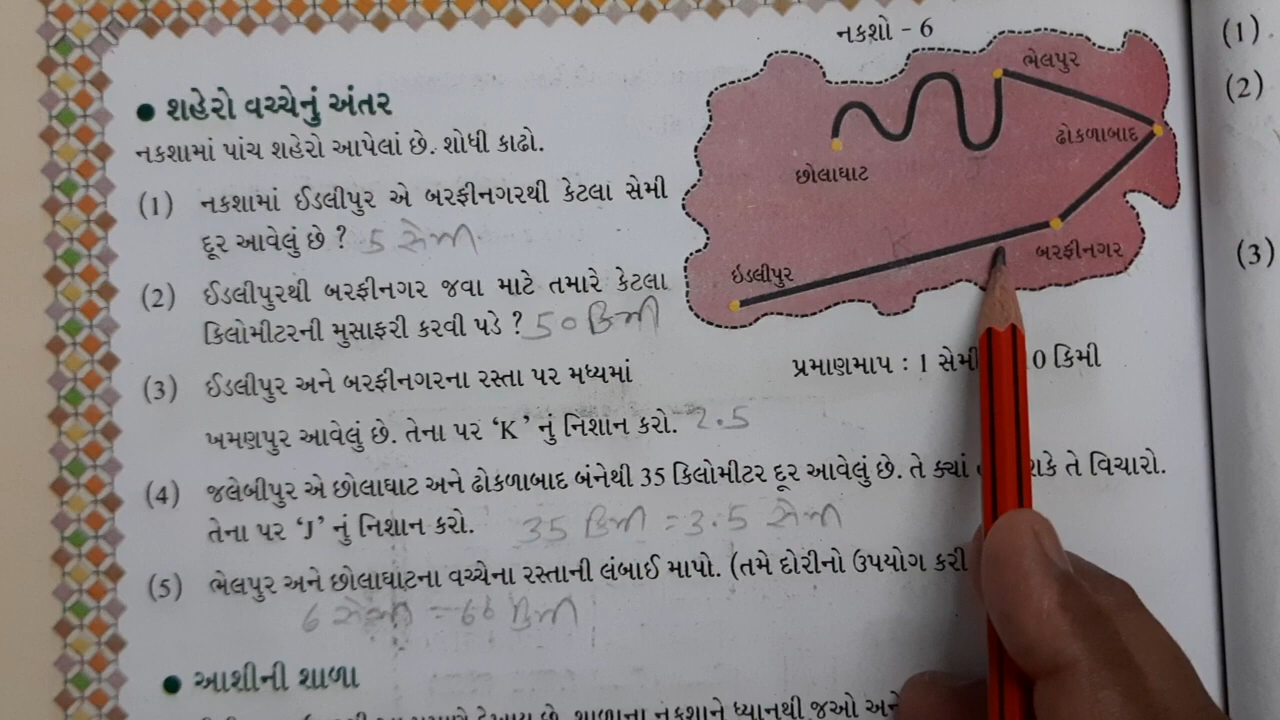 નકશો - 6
• શહેરો વચ્ચેનું અંતર
નકશામાં પાંચ શહેરો આપેલાં છે. શોધી કાઢો.
(1) નકશામાં ઈડલીપુર એ બરફીનગરથી કેટલા સેમી
દૂર આવેલું છે ? 5 સેમી
(2) ઈડલીપુરથી બરફીનગર જવા માટે તમારે કેટલા
કિલોમીટરની મુસાફરી કરવી પડે ? 50 કિમી
(3) ઈડલીપુર અને બરફીનગરના રસ્તા પર મધ્યમાં
ખમણપુર આવેલું છે. તેના પર ‘K’ નું નિશાન કરો. 2.5
(4) જલેબીપુર એ છોલાઘાટ અને ઢોકળાબાદ બંનેથી 35 કિલોમીટર દૂર આવેલું છે. તે ક્યાં શકે તે વિચારો.
તેના પર ‘J’ નું નિશાન કરો. 35 કિમી = 3.5 સેમી
(5) ભેલપુર અને છોલાઘાટના વચ્ચેના રસ્તાની લંબાઈ માપો. (તમે દોરીનો ઉપયોગ કરી
6 સેમી = 60 કિમી
• આશીની શાળા
ભેલપુર
ઢોકળાબાદ
છોલાઘાટ
J
K
બરફીનગર
ઈડલીપુર
પ્રમાણમાપ : 1 સેમી 0 કિમી
(1)
(2)
(3)